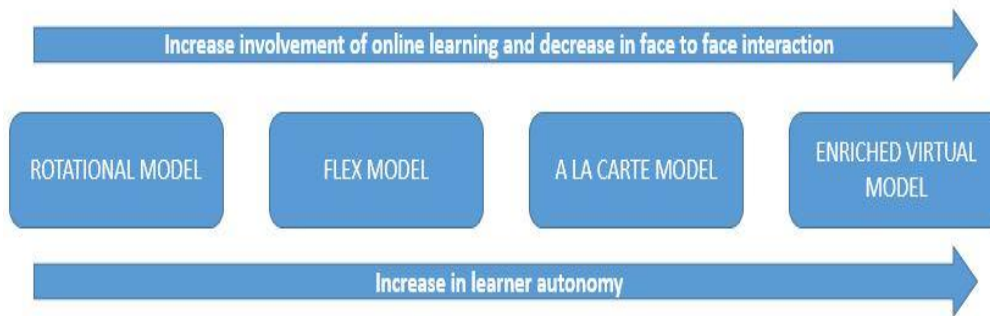 Increase involvement of online learning and decrease in face to face interaction
ROTATIONAL MODEL
FLEX MODEL
A LA CARTE MODEL
ENRICHED VIRTUAL
MODEL
Increase in learner autonomy